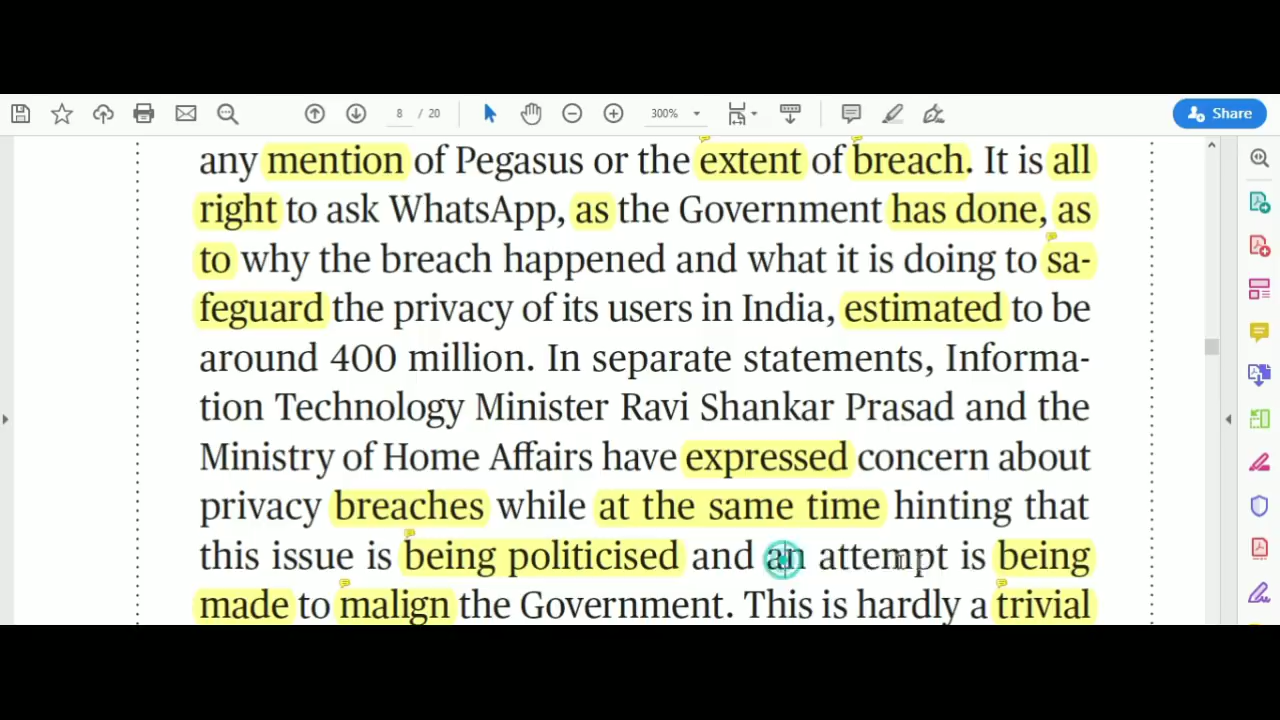 8 / 20 300% Share
any mention of Pegasus or the extent of breach. It is all
right to ask WhatsApp, as the Government has done, as
to why the breach happened and what it is doing to sa-
feguard the privacy of its users in India, estimated to be
around 400 million. In separate statements, Informa-
tion Technology Minister Ravi Shankar Prasad and the
Ministry of Home Affairs have expressed concern about
privacy breaches while at the same time hinting that
this issue is being politicised and an attempt is being
made to malign the Government. This is hardly a trivial